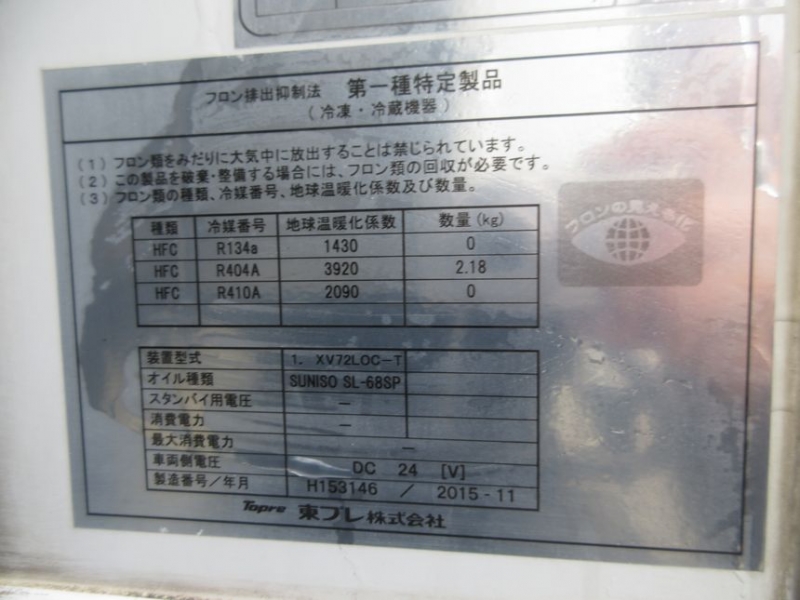 フロン排出抑制法 第一種特定製品
(冷凍・冷蔵機器)
(1) フロン類をみだりに大気中に放出することは禁じられています。
(2) この製品を破棄・整備する場合には、フロン類の回収が必要です。
(3) フロン類の種類、冷媒番号、地球温暖化係数及び数量。
フロンの見える化
種類 冷媒番号 地球温暖化係数 数量(kg)
HFC R134a 1430 0
HFC R404A 3920 2.18
HFC R410A 2090 0
装置型式 1. XV72LOC-T
オイル種類 SUNISO SL-68SP
スタンバイ用電圧 —
消費電力 —
最大消費電力 —
車両側電圧 DC 24 [V]
製造番号/年月 H153146 / 2015-11
Topre 東プレ株式会社